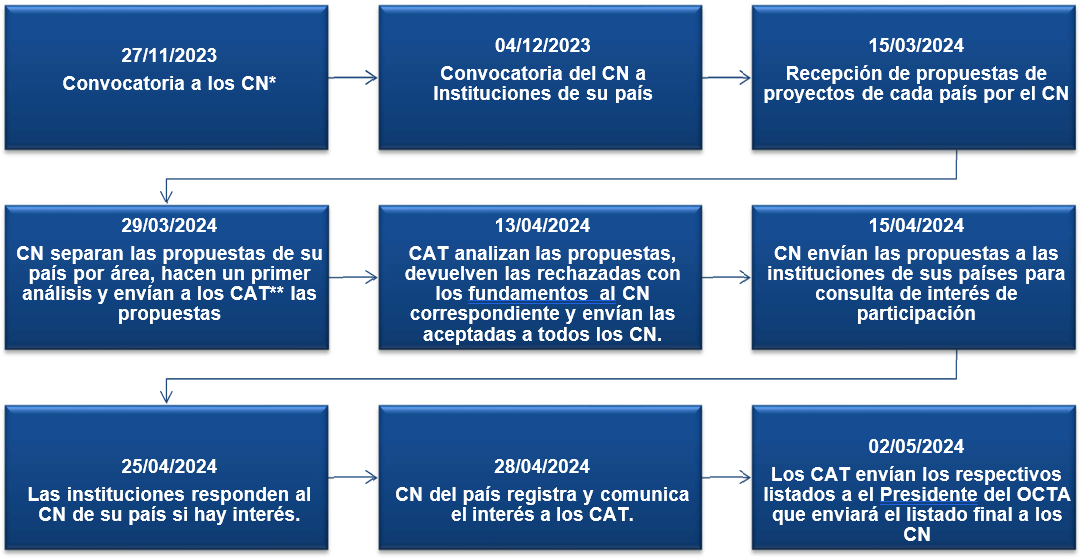 27/11/2023
Convocatoria a los CN*
04/12/2023
Convocatoria del CN a
Instituciones de su país
15/03/2024
Recepción de propuestas de
proyectos de cada país por el CN
29/03/2024
CN separan las propuestas de su
país por área, hacen un primer
análisis y envían a los CAT** las
propuestas
13/04/2024
CAT analizan las propuestas,
devuelven las rechazadas con
los fundamentos al CN
correspondiente y envían las
aceptadas a todos los CN.
15/04/2024
CN envían las propuestas a las
instituciones de sus países para
consulta de interés de
participación
25/04/2024
Las instituciones responden al
CN de su país si hay interés.
28/04/2024
CN del país registra y comunica
el interés a los CAT.
02/05/2024
Los CAT envían los respectivos
listados a el Presidente del OCTA
que enviará el listado final a los
CN